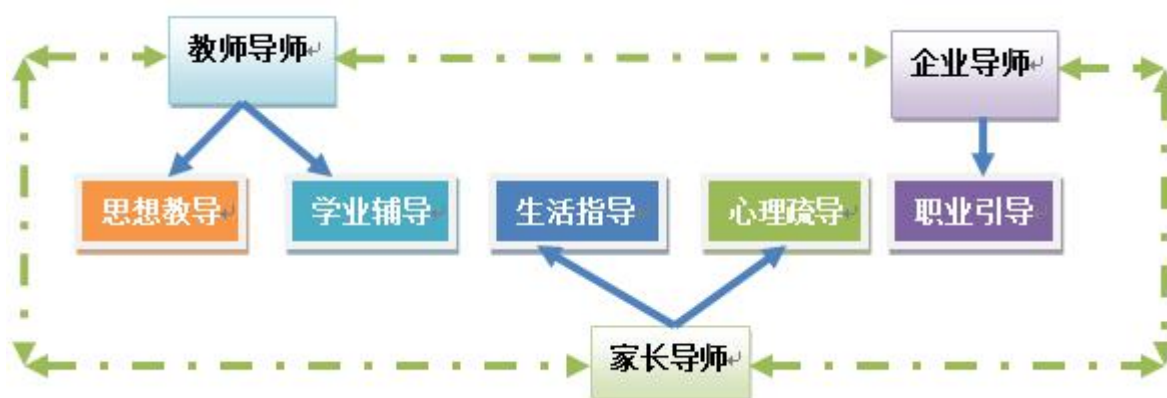 教师导师
企业导师
思想教导
学业辅导
生活指导
心理疏导
职业引导
家长导师